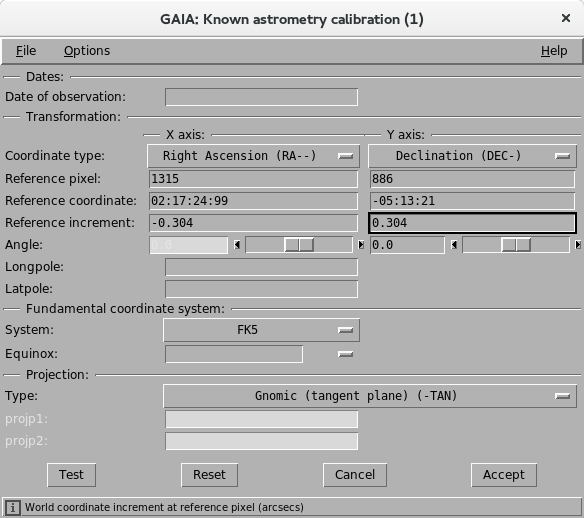 GAIA: Known astrometry calibration (1)
File Options Help
Dates:
Date of observation:
Transformation:
X axis: Y axis:
Coordinate type: Right Ascension (RA--) Declination (DEC-)
Reference pixel: 1315 886
Reference coordinate: 02:17:24:99 -05:13:21
Reference increment: -0.304 0.304
Angle: 0.0 0.0
Longpole:
Latpole:
Fundamental coordinate system:
System: FK5
Equinox:
Projection:
Type: Gnomic (tangent plane) (-TAN)
projp1:
projp2:
Test Reset Cancel Accept
World coordinate increment at reference pixel (arcsecs)